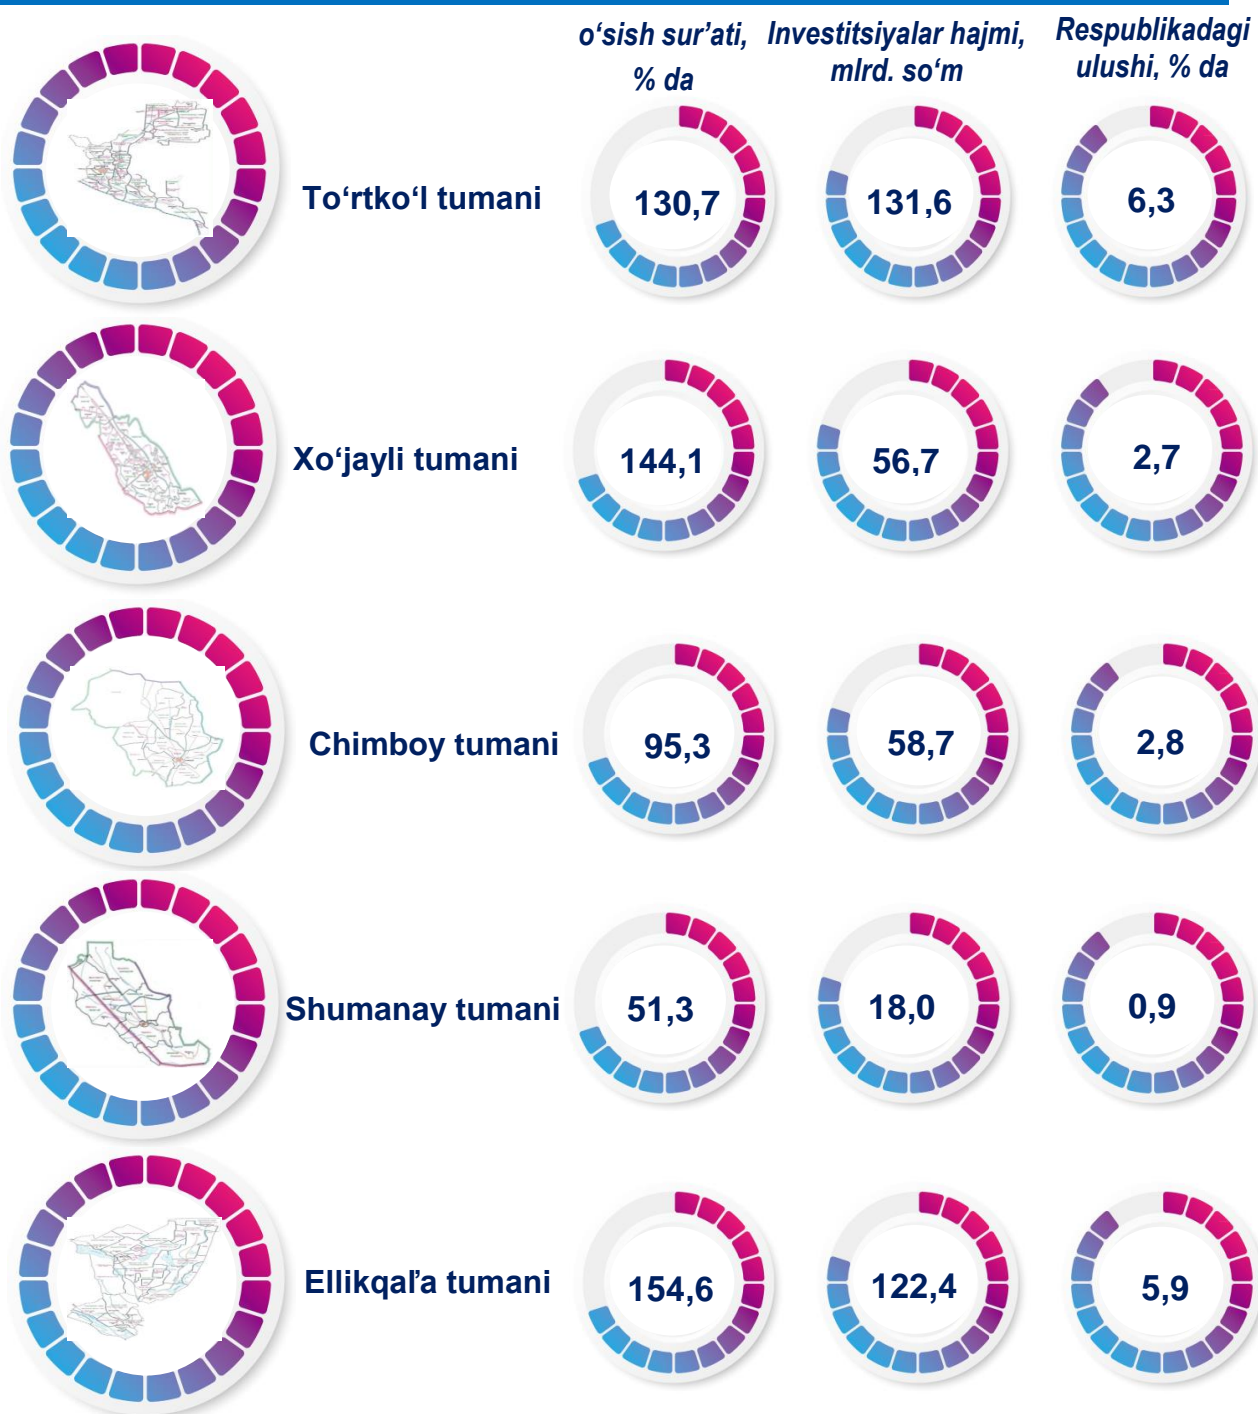 o‘sish sur’ati,
% da
Investitsiyalar hajmi,
mlrd. so‘m
Respublikadagi
ulushi, % da
To‘rtko‘l tumani
130,7
131,6
6,3
Xo‘jayli tumani
144,1
56,7
2,7
Chimboy tumani
95,3
58,7
2,8
Shumanay tumani
51,3
18,0
0,9
Ellikqal’a tumani
154,6
122,4
5,9